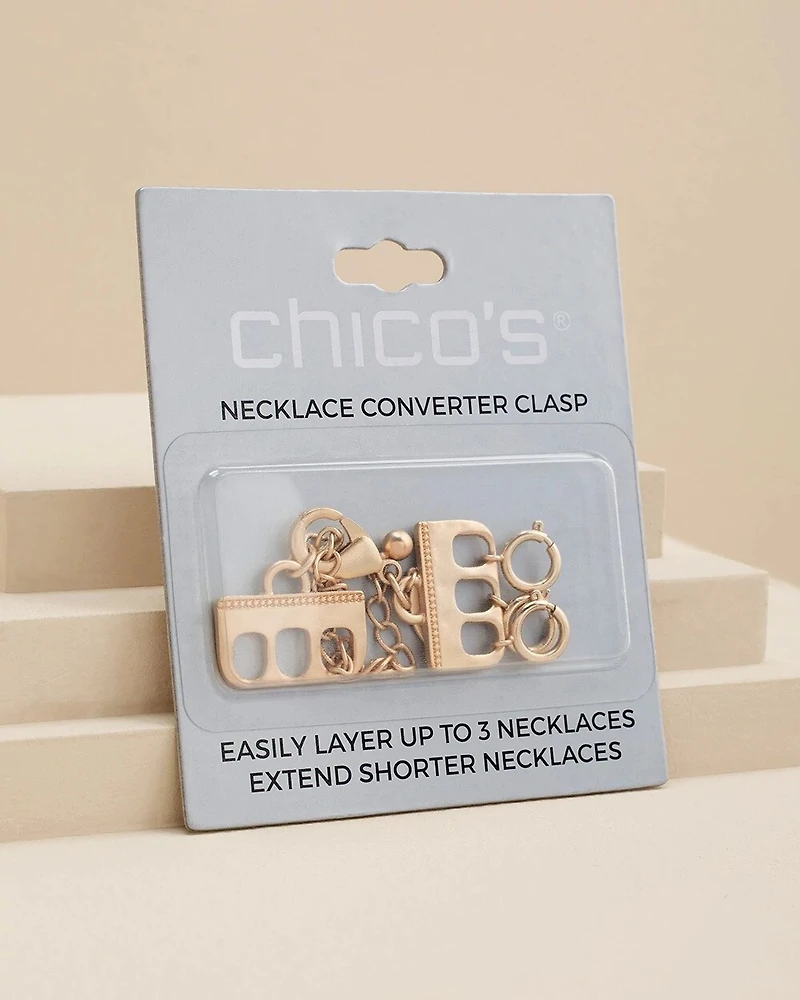 chico's®
NECKLACE CONVERTER CLASP
EASILY LAYER UP TO 3 NECKLACES
EXTEND SHORTER NECKLACES